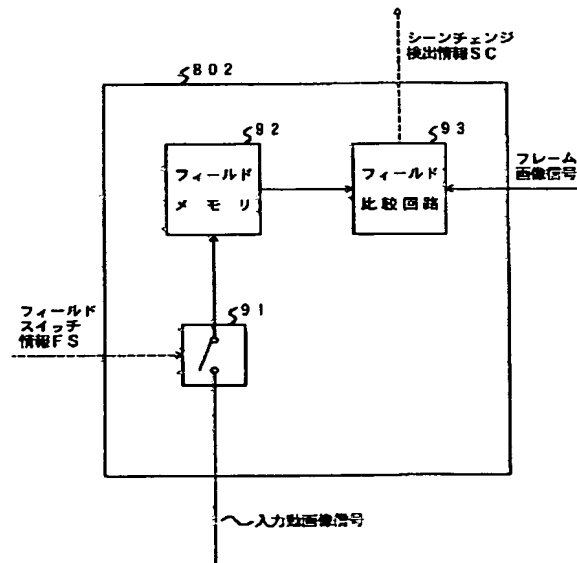 シーンチェンジ
検出情報SC
802
92
93
フィールド
メモリ
フィールド
比較回路
フレーム
画像信号
フィールド
スイッチ
情報FS
91
入力動画像信号